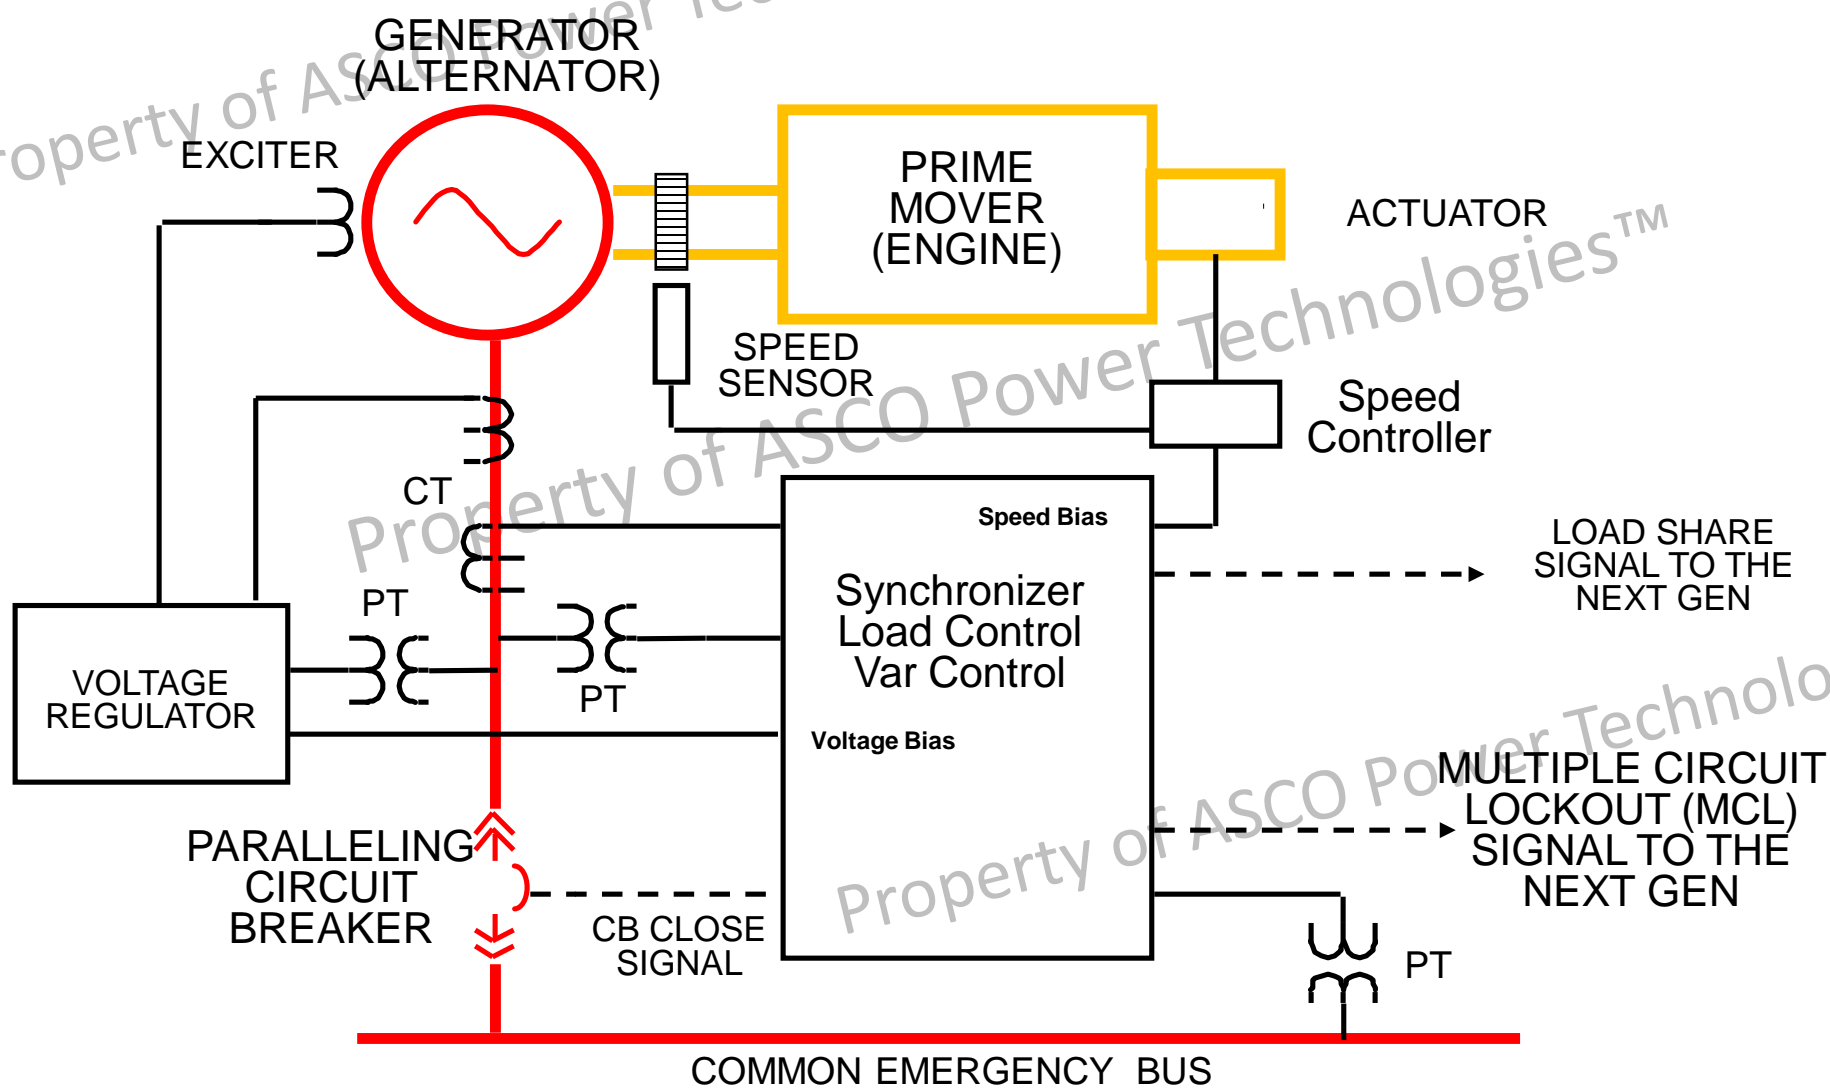 Property of ASCO Power Tec
GENERATOR
(ALTERNATOR)
EXCITER
PRIME
MOVER
(ENGINE)
ACTUATOR
SPEED
SENSOR
Speed
Controller
Property of ASCO Power Technologies™
CT
Speed Bias
LOAD SHARE
SIGNAL TO THE
NEXT GEN
Synchronizer
Load Control
Var Control
PT
PT
VOLTAGE
REGULATOR
Voltage Bias
Property of ASCO Power Technolo
MULTIPLE CIRCUIT
LOCKOUT (MCL)
SIGNAL TO THE
NEXT GEN
PARALLELING
CIRCUIT
BREAKER
CB CLOSE
SIGNAL
PT
COMMON EMERGENCY BUS